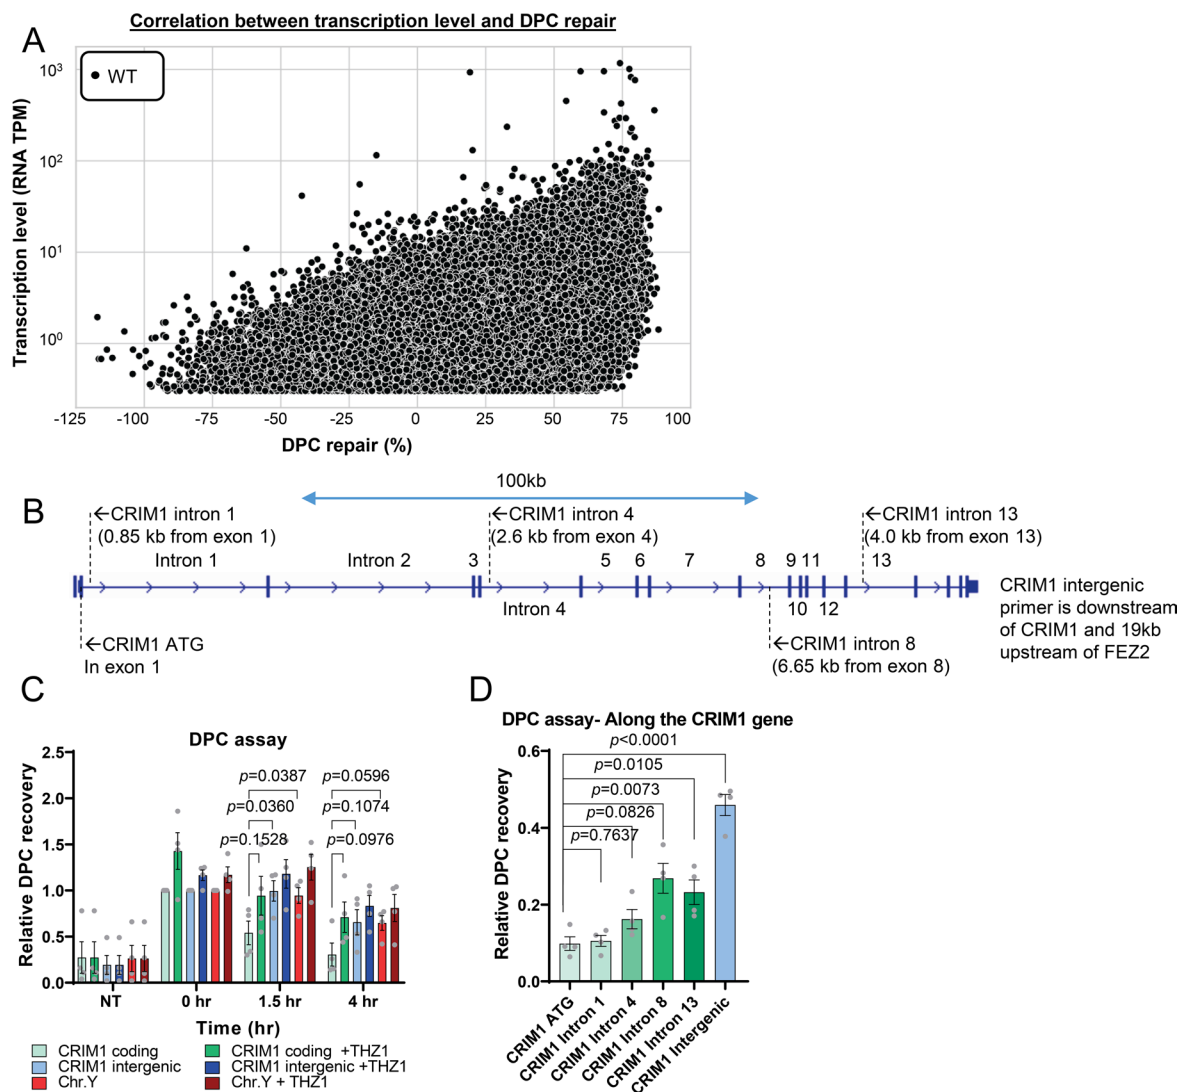 A
Correlation between transcription level and DPC repair
WT
Transcription level (RNA TPM)
10³
10²
10¹
10⁰
-125 -100 -75 -50 -25 0 25 50 75 100
DPC repair (%)
B
100kb
←CRIM1 intron 1
(0.85 kb from exon 1)
←CRIM1 intron 4
(2.6 kb from exon 4)
←CRIM1 intron 13
(4.0 kb from exon 13)
Intron 1 Intron 2 3 5 6 7 8 9 11 13
Intron 4 10 12
←CRIM1 ATG
In exon 1
←CRIM1 intron 8
(6.65 kb from exon 8)
CRIM1 intergenic
primer is downstream
of CRIM1 and 19kb
upstream of FEZ2
C
DPC assay
Relative DPC recovery
2.5
2.0
1.5
1.0
0.5
0.0
p=0.0387
p=0.0360
p=0.1528
p=0.0596
p=0.1074
p=0.0976
NT 0 hr 1.5 hr 4 hr
Time (hr)
CRIM1 coding
CRIM1 intergenic
Chr.Y
CRIM1 coding +THZ1
CRIM1 intergenic +THZ1
Chr.Y + THZ1
D
DPC assay- Along the CRIM1 gene
Relative DPC recovery
0.6
0.4
0.2
0.0
p<0.0001
p=0.0105
p=0.0073
p=0.0826
p=0.7637
CRIM1 ATG
CRIM1 Intron 1
CRIM1 Intron 4
CRIM1 Intron 8
CRIM1 Intron 13
CRIM1 Intergenic